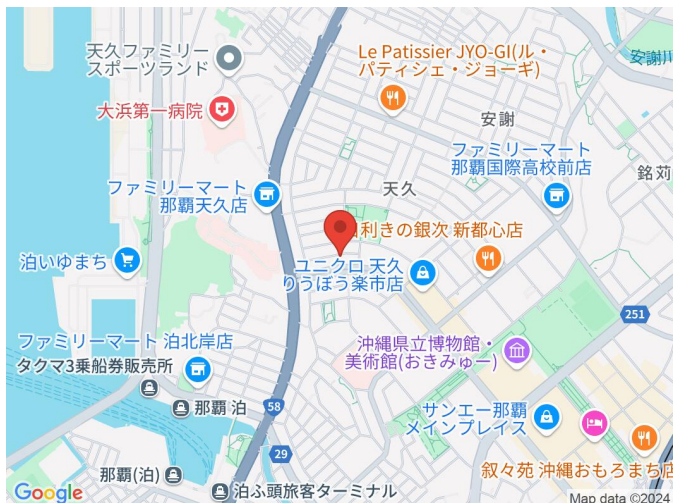 天久ファミリー
スポーツランド
Le Patissier JYO-GI(ル・
パティシェ・ジョーギ)
安謝川
大浜第一病院
安謝
ファミリーマート
那覇国際高校前店
銘苅
ファミリーマート
那覇天久店
天久
利きの銀次 新都心店
泊いゆまち
ユニクロ 天久
りうぼう楽市店
251
ファミリーマート 泊北岸店
タクマ3乗船券販売所
沖縄県立博物館・
美術館(おきみゅー)
那覇 泊
58
サンエー那覇
メインプレイス
29
叙々苑 沖縄おもろまち店
那覇(泊)
泊ふ頭旅客ターミナル
Google
Map data ©2024